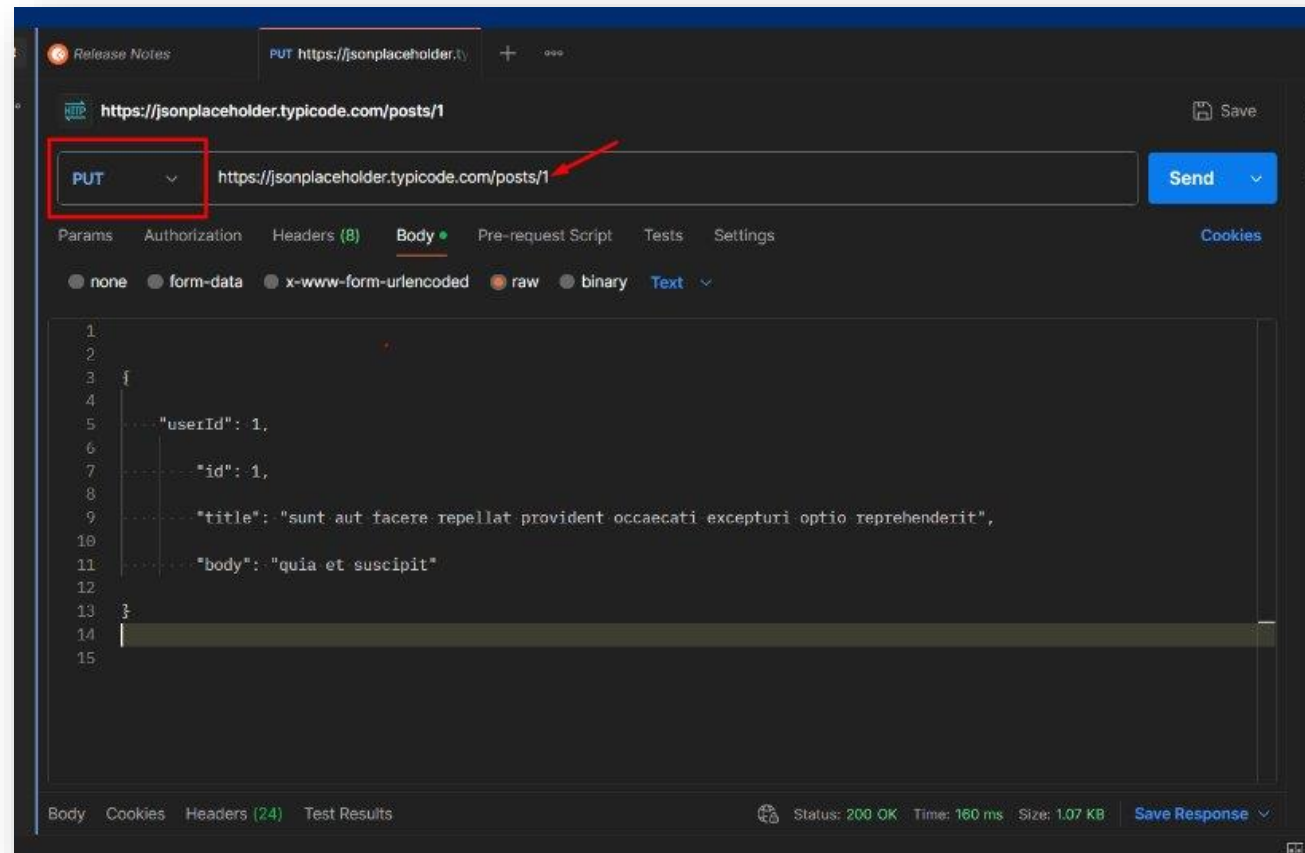 Release Notes
PUT https://jsonplaceholder.ty
HTTP https://jsonplaceholder.typicode.com/posts/1
Save
PUT
https://jsonplaceholder.typicode.com/posts/1
Send
Params Authorization Headers (8) Body Pre-request Script Tests Settings Cookies
none form-data x-www-form-urlencoded raw binary Text
1
2
3 {
4
5 "userId": 1,
6
7 "id": 1,
8
9 "title": "sunt aut facere repellat provident occaecati excepturi optio reprehenderit",
10
11 "body": "quia et suscipit"
12
13 }
14
15
Body Cookies Headers (24) Test Results Status: 200 OK Time: 160 ms Size: 1.07 KB Save Response